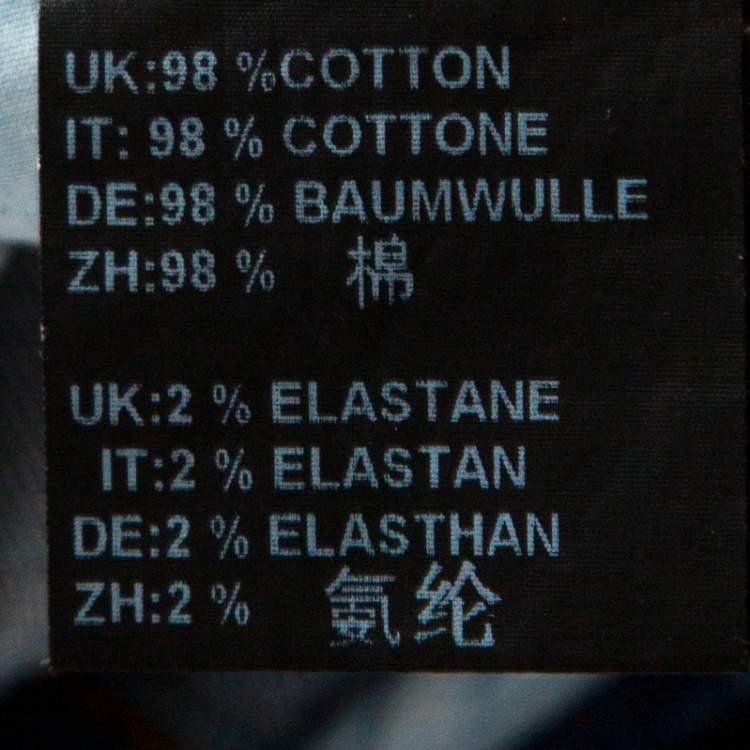 UK:98 %COTTON
IT: 98 % COTTONE
DE:98 % BAUMWULLE
ZH:98 % 棉
UK:2 % ELASTANE
IT:2 % ELASTAN
DE:2 % ELASTHAN
ZH:2 % 氨纶